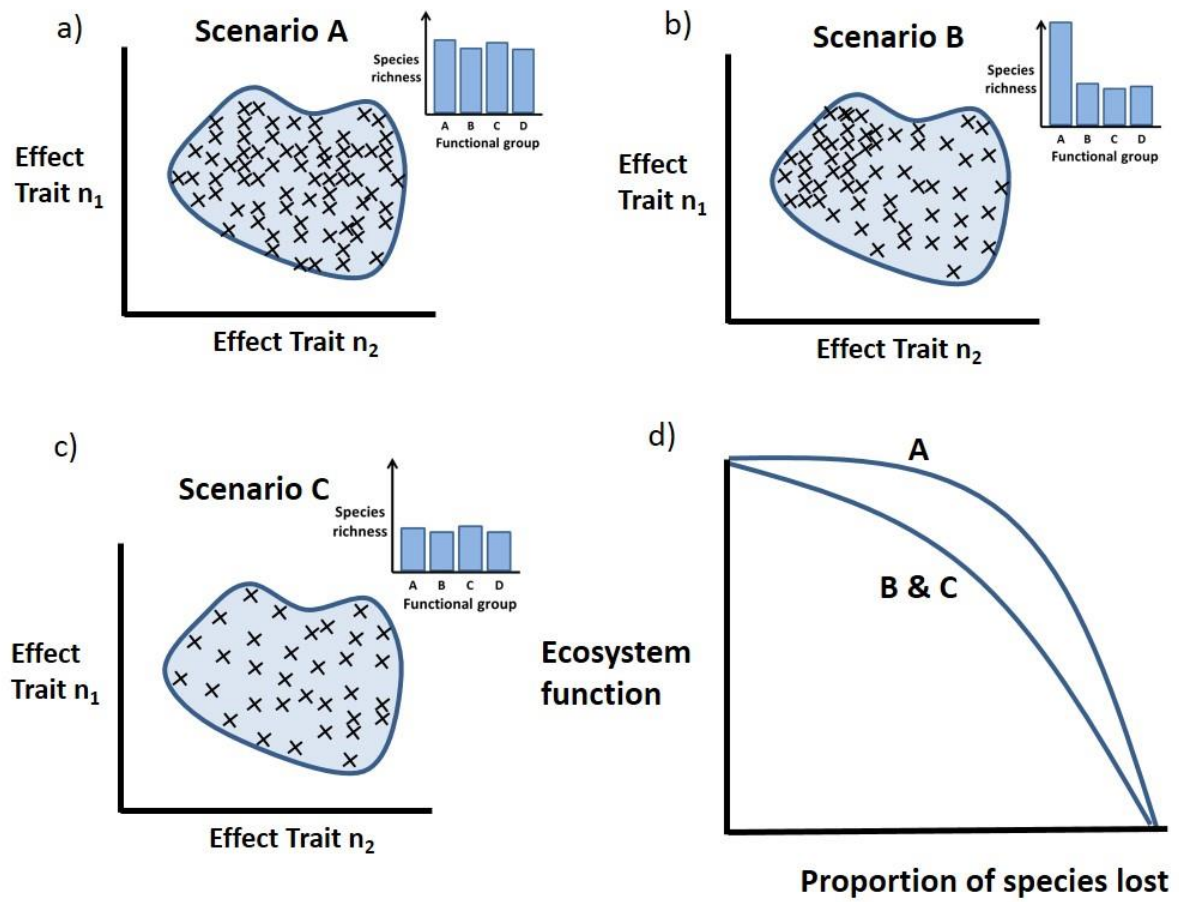 a)
Scenario A
Species
richness
A B C D
Functional group
Effect
Trait n₁
Effect Trait n₂
b)
Scenario B
Species
richness
A B C D
Functional group
Effect
Trait n₁
Effect Trait n₂
c)
Scenario C
Species
richness
A B C D
Functional group
Effect
Trait n₁
Effect Trait n₂
d)
A
B & C
Ecosystem
function
Proportion of species lost